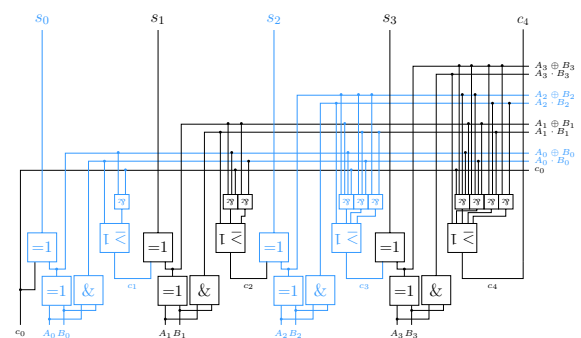 s₀ s₁ s₂ s₃ c₄
A₃ ⊕ B₃
A₃ · B₃
A₂ ⊕ B₂
A₂ · B₂
A₁ ⊕ B₁
A₁ · B₁
A₀ ⊕ B₀
A₀ · B₀
c₀
& & & & & & & & & &
≥1 ≥1 ≥1 ≥1
=1 =1 =1 =1
c₁ c₂ c₃ c₄
=1 & =1 & =1 & =1 &
c₀ A₀ B₀ A₁ B₁ A₂ B₂ A₃ B₃